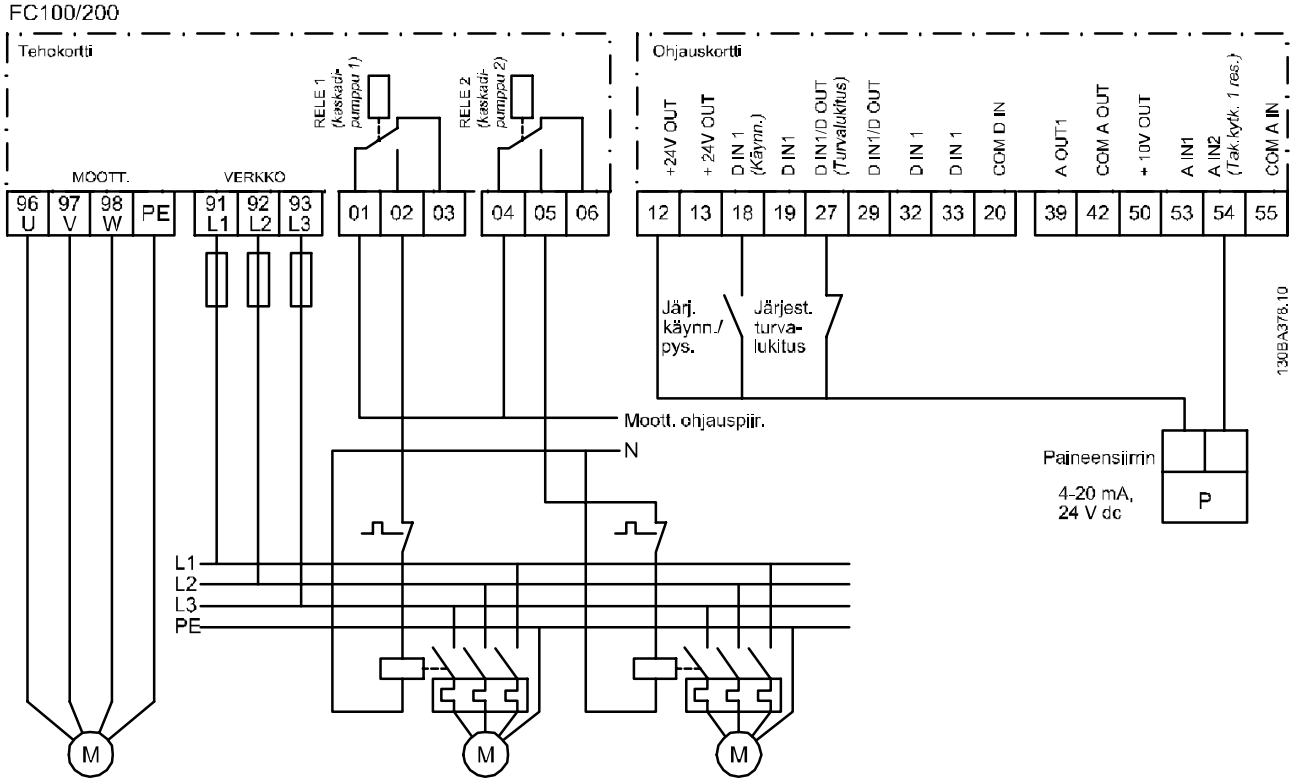 FC100/200
Tehokortti
RELE 1
(kaskadi-
pumppu 1)
RELE 2
(kaskadi-
pumppu 2)
MOOTT.
VERKKO
96 97 98 PE 91 92 93 01 02 03 04 05 06
U V W L1 L2 L3
Ohjauskortti
+24V OUT
+ 24V OUT
D IN 1
(Käynn.)
D IN1
D IN1/D OUT
(Turvalukitus)
D IN1/D OUT
D IN 1
D IN 1
COM D IN
A OUT1
COM A OUT
+ 10V OUT
A IN1
A IN2
(Tak.kytk. 1 res.)
COM A IN
12 13 18 19 27 29 32 33 20 39 42 50 53 54 55
Järj.
käynn./
pys.
Järjest.
turva-
lukitus
130BA378.10
Moott. ohjauspiir.
N
Paineensiirrin
4-20 mA,
24 V dc
P
L1
L2
L3
PE
M M M